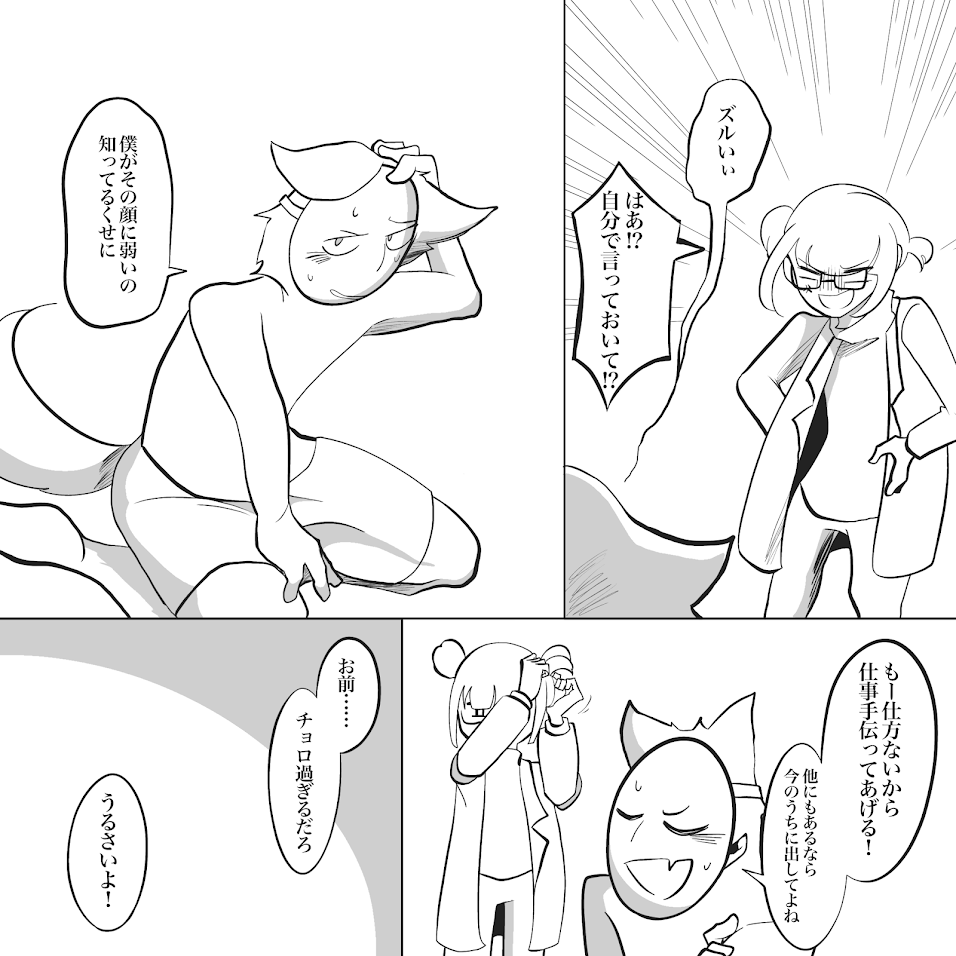 ズルいぃ
はあ!?
自分で言っておいて!?
僕がその顔に弱いの
知ってるくせに
もー仕方ないから
仕事手伝ってあげる！
他にもあるなら
今のうちに出してよね
お前……
チョロ過ぎるだろ
うるさいよ！